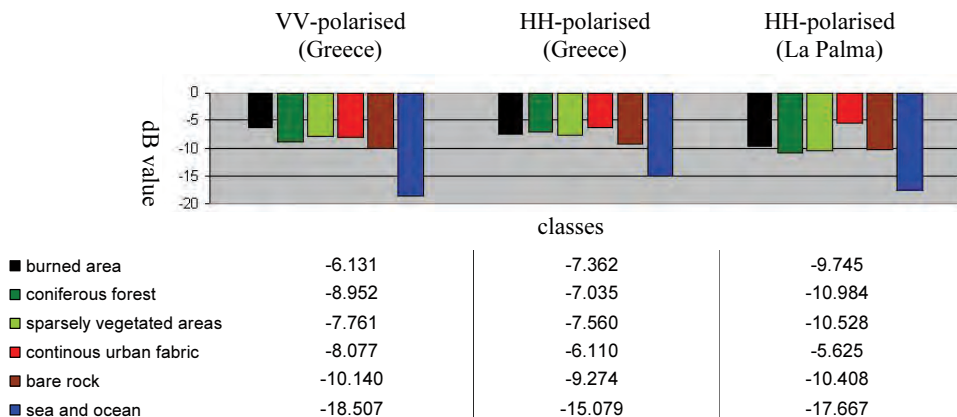 VV-polarised HH-polarised HH-polarised
(Greece) (Greece) (La Palma)
0
-5
-10
-15
-20
dB value
classes
burned area -6.131 -7.362 -9.745
coniferous forest -8.952 -7.035 -10.984
sparsely vegetated areas -7.761 -7.560 -10.528
continous urban fabric -8.077 -6.110 -5.625
bare rock -10.140 -9.274 -10.408
sea and ocean -18.507 -15.079 -17.667